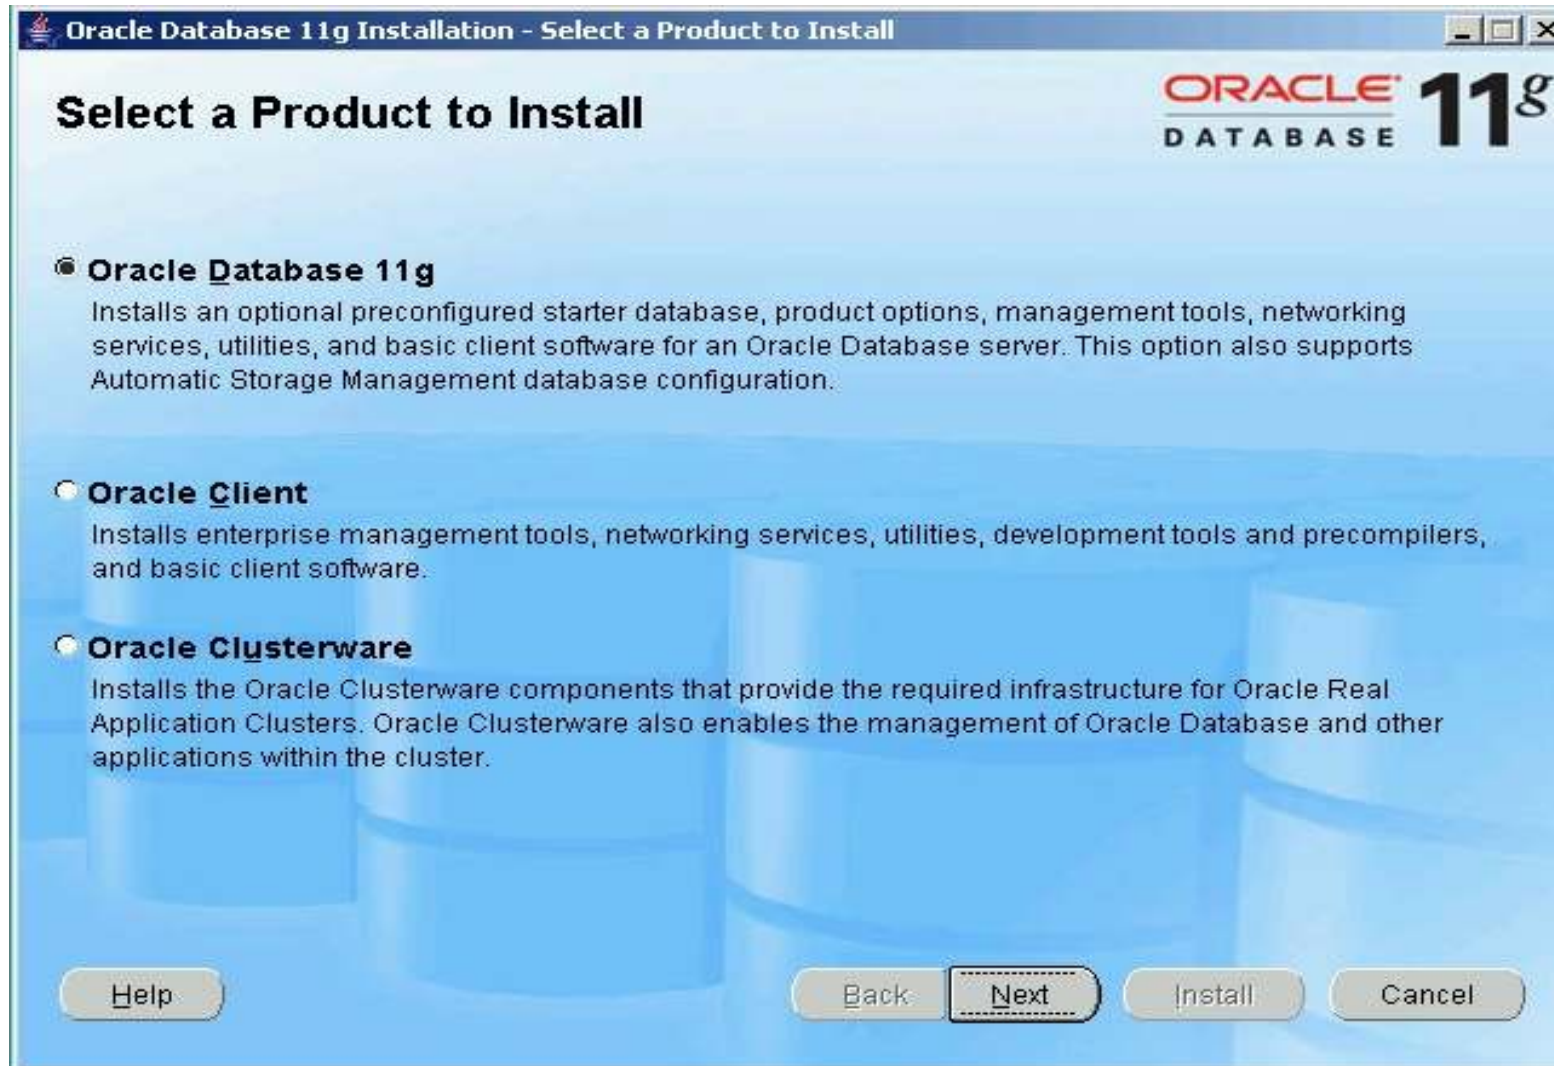 Oracle Database 11g Installation - Select a Product to Install
Select a Product to Install
ORACLE
DATABASE
11g
Oracle Database 11g
Installs an optional preconfigured starter database, product options, management tools, networking
services, utilities, and basic client software for an Oracle Database server. This option also supports
Automatic Storage Management database configuration.
Oracle Client
Installs enterprise management tools, networking services, utilities, development tools and precompilers,
and basic client software.
Oracle Clusterware
Installs the Oracle Clusterware components that provide the required infrastructure for Oracle Real
Application Clusters. Oracle Clusterware also enables the management of Oracle Database and other
applications within the cluster.
Help Back Next Install Cancel